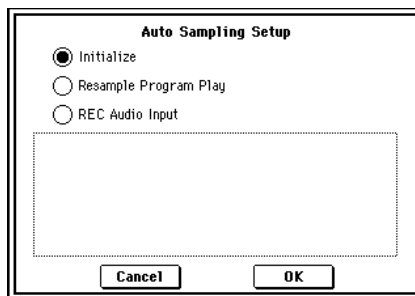 Auto Sampling Setup
Initialize
Resample Program Play
REC Audio Input
Cancel OK